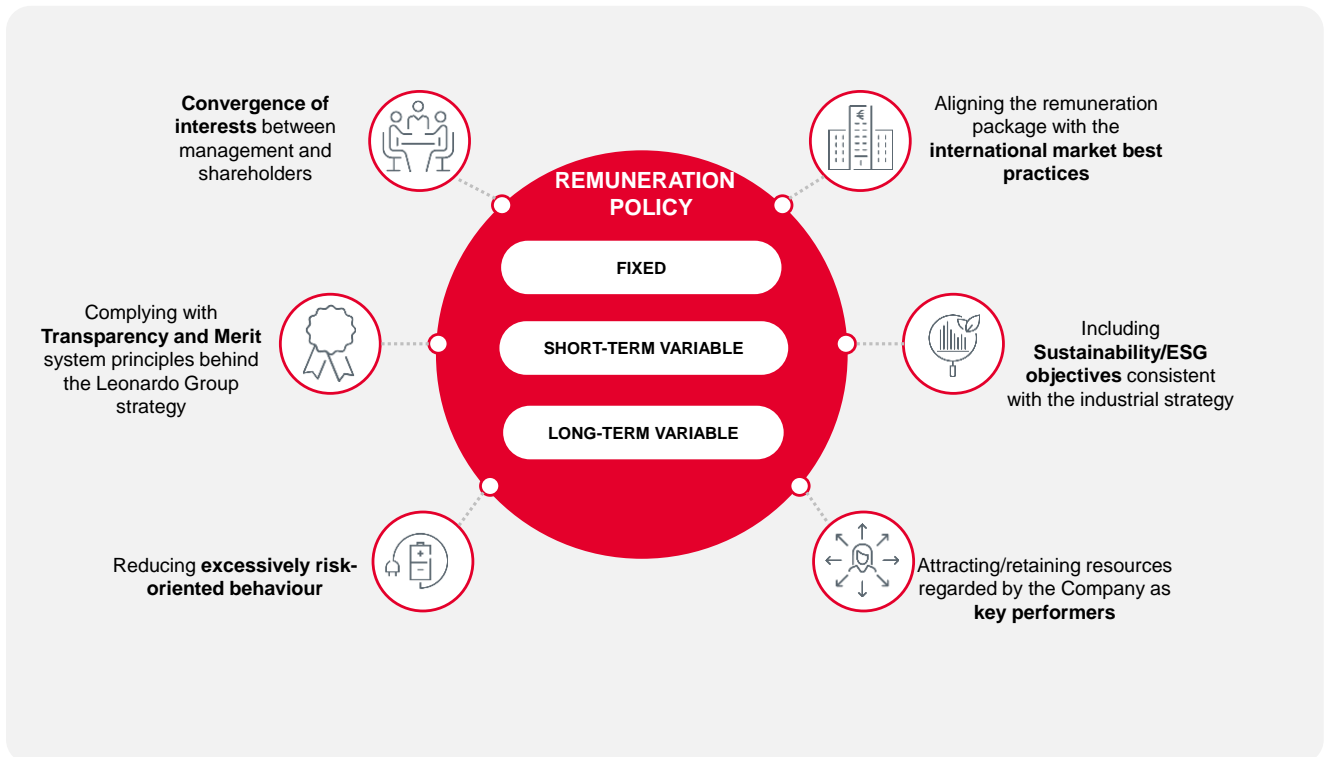 Convergence of
interests between
management and
shareholders
Aligning the remuneration
package with the
international market best
practices
REMUNERATION
POLICY
FIXED
SHORT-TERM VARIABLE
LONG-TERM VARIABLE
Complying with
Transparency and Merit
system principles behind
the Leonardo Group
strategy
Including
Sustainability/ESG
objectives consistent
with the industrial strategy
Reducing excessively risk-
oriented behaviour
Attracting/retaining resources
regarded by the Company as
key performers